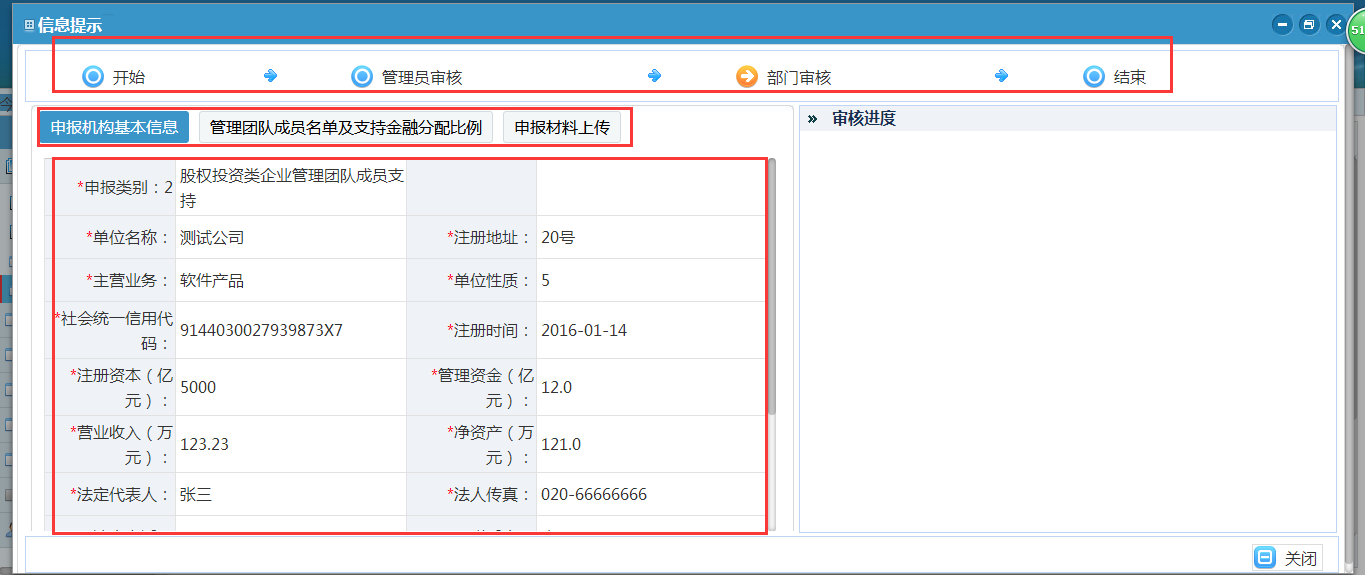 信息提示
51
开始 管理员审核 部门审核 结束
申报机构基本信息 管理团队成员名单及支持金融分配比例 申报材料上传
» 审核进度
*申报类别：2 股权投资类企业管理团队成员支
持
*单位名称： 测试公司 *注册地址： 20号
*主营业务： 软件产品 *单位性质： 5
*社会统一信用代
码： 9144030027939873X7 *注册时间： 2016-01-14
*注册资本（亿
元）： 5000 *管理资金（亿
元）： 12.0
*营业收入（万
元）： 123.23 *净资产（万
元）： 121.0
*法定代表人： 张三 *法人传真： 020-66666666
关闭